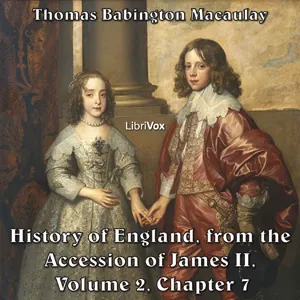 Thomas Babington Macaulay
LibriVox
History of England, from the
Accession of James II,
Volume 2, Chapter 7